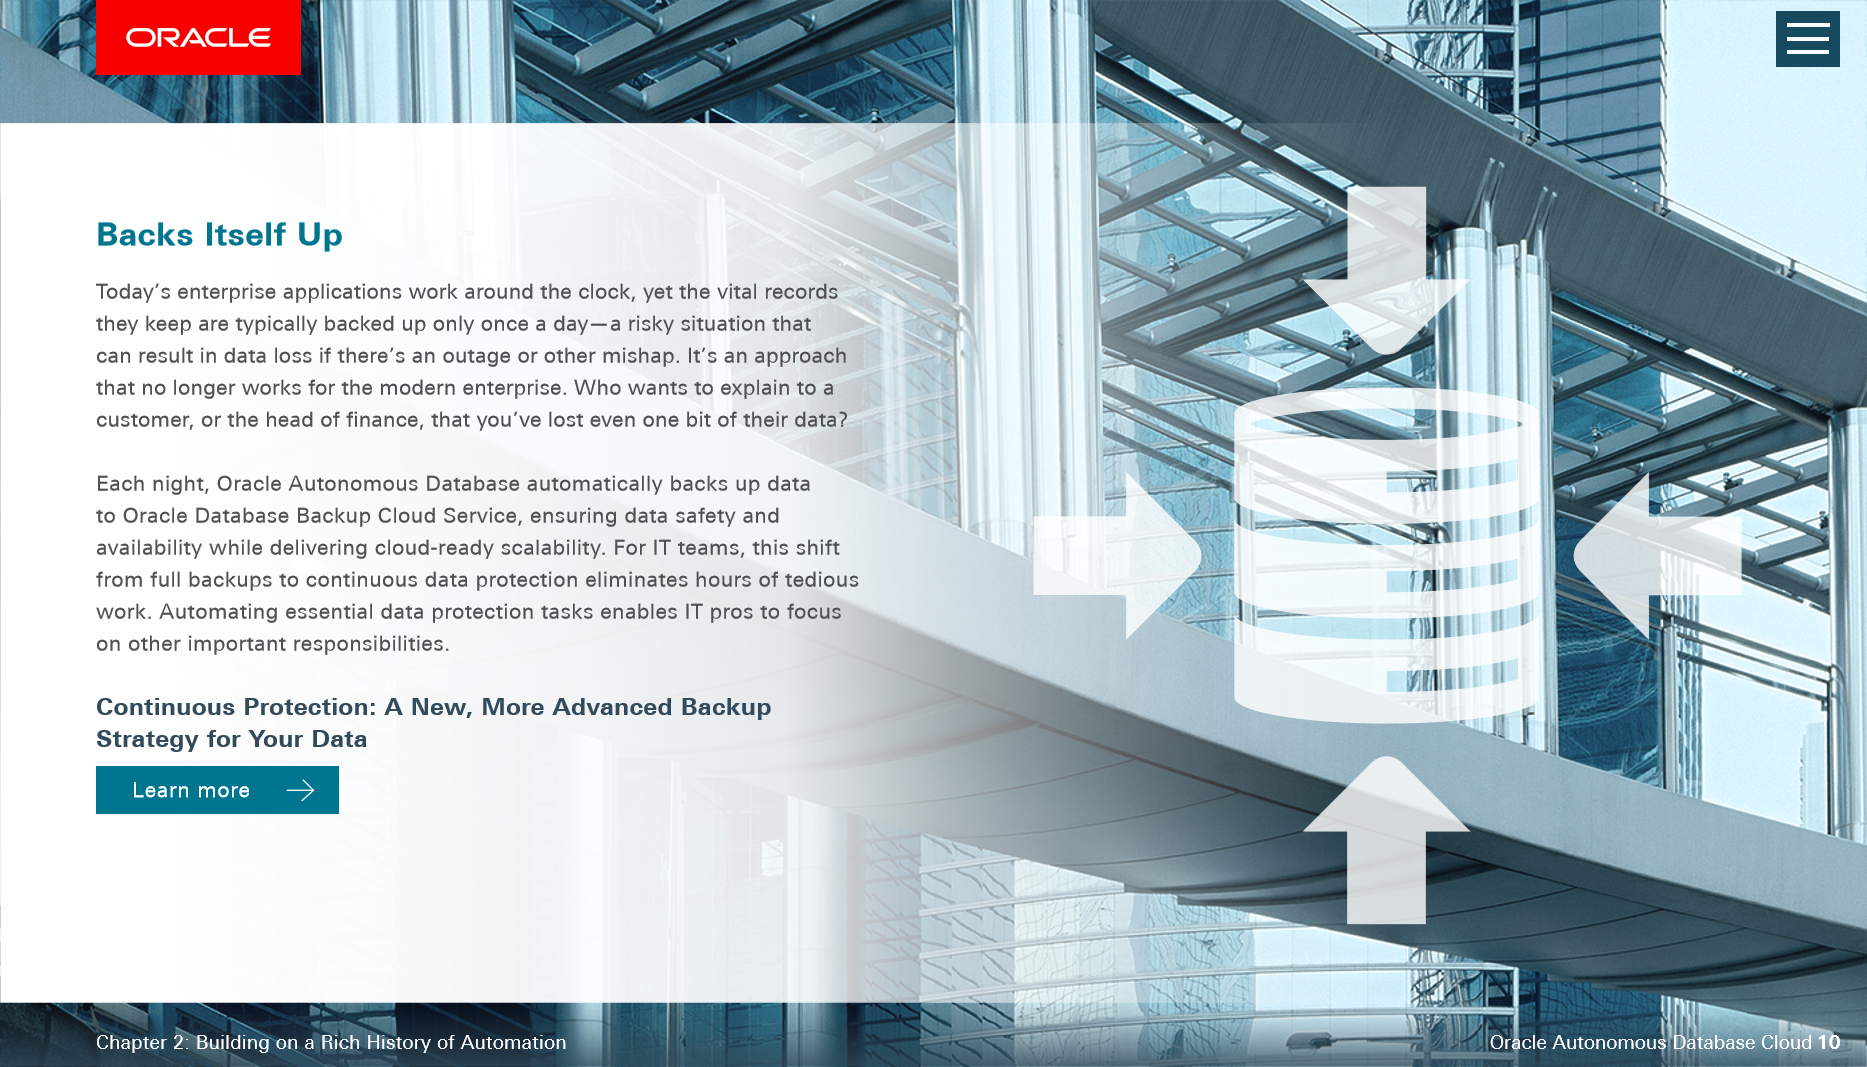 ORACLE
Backs Itself Up
Today’s enterprise applications work around the clock, yet the vital records
they keep are typically backed up only once a day—a risky situation that
can result in data loss if there’s an outage or other mishap. It’s an approach
that no longer works for the modern enterprise. Who wants to explain to a
customer, or the head of finance, that you’ve lost even one bit of their data?
Each night, Oracle Autonomous Database automatically backs up data
to Oracle Database Backup Cloud Service, ensuring data safety and
availability while delivering cloud-ready scalability. For IT teams, this shift
from full backups to continuous data protection eliminates hours of tedious
work. Automating essential data protection tasks enables IT pros to focus
on other important responsibilities.
Continuous Protection: A New, More Advanced Backup
Strategy for Your Data
Learn more
Chapter 2: Building on a Rich History of Automation
Oracle Autonomous Database Cloud 10